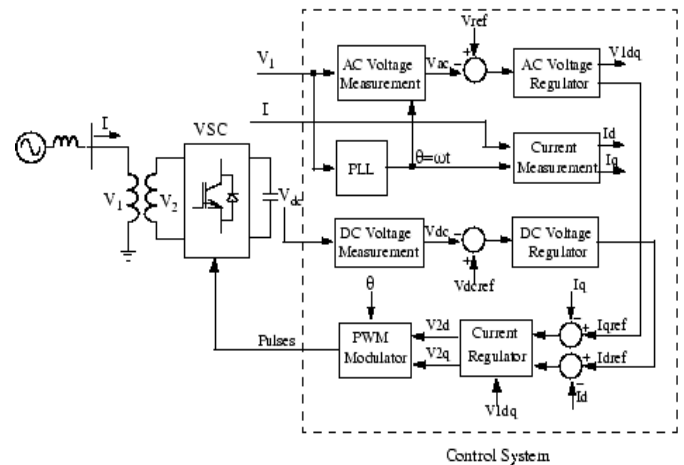 Vref
V1
AC Voltage
Measurement
Vac
-
+
AC Voltage
Regulator
V1dq
I
I
VSC
PLL
θ=ωt
Current
Measurement
Id
Iq
V1
V2
Vdc
DC Voltage
Measurement
Vdc
-
+
DC Voltage
Regulator
Vdcref
θ
Iq
PWM
Modulator
V2d
V2q
Current
Regulator
-
+
Iqref
+
Idref
-
Id
Pulses
V1dq
Control System